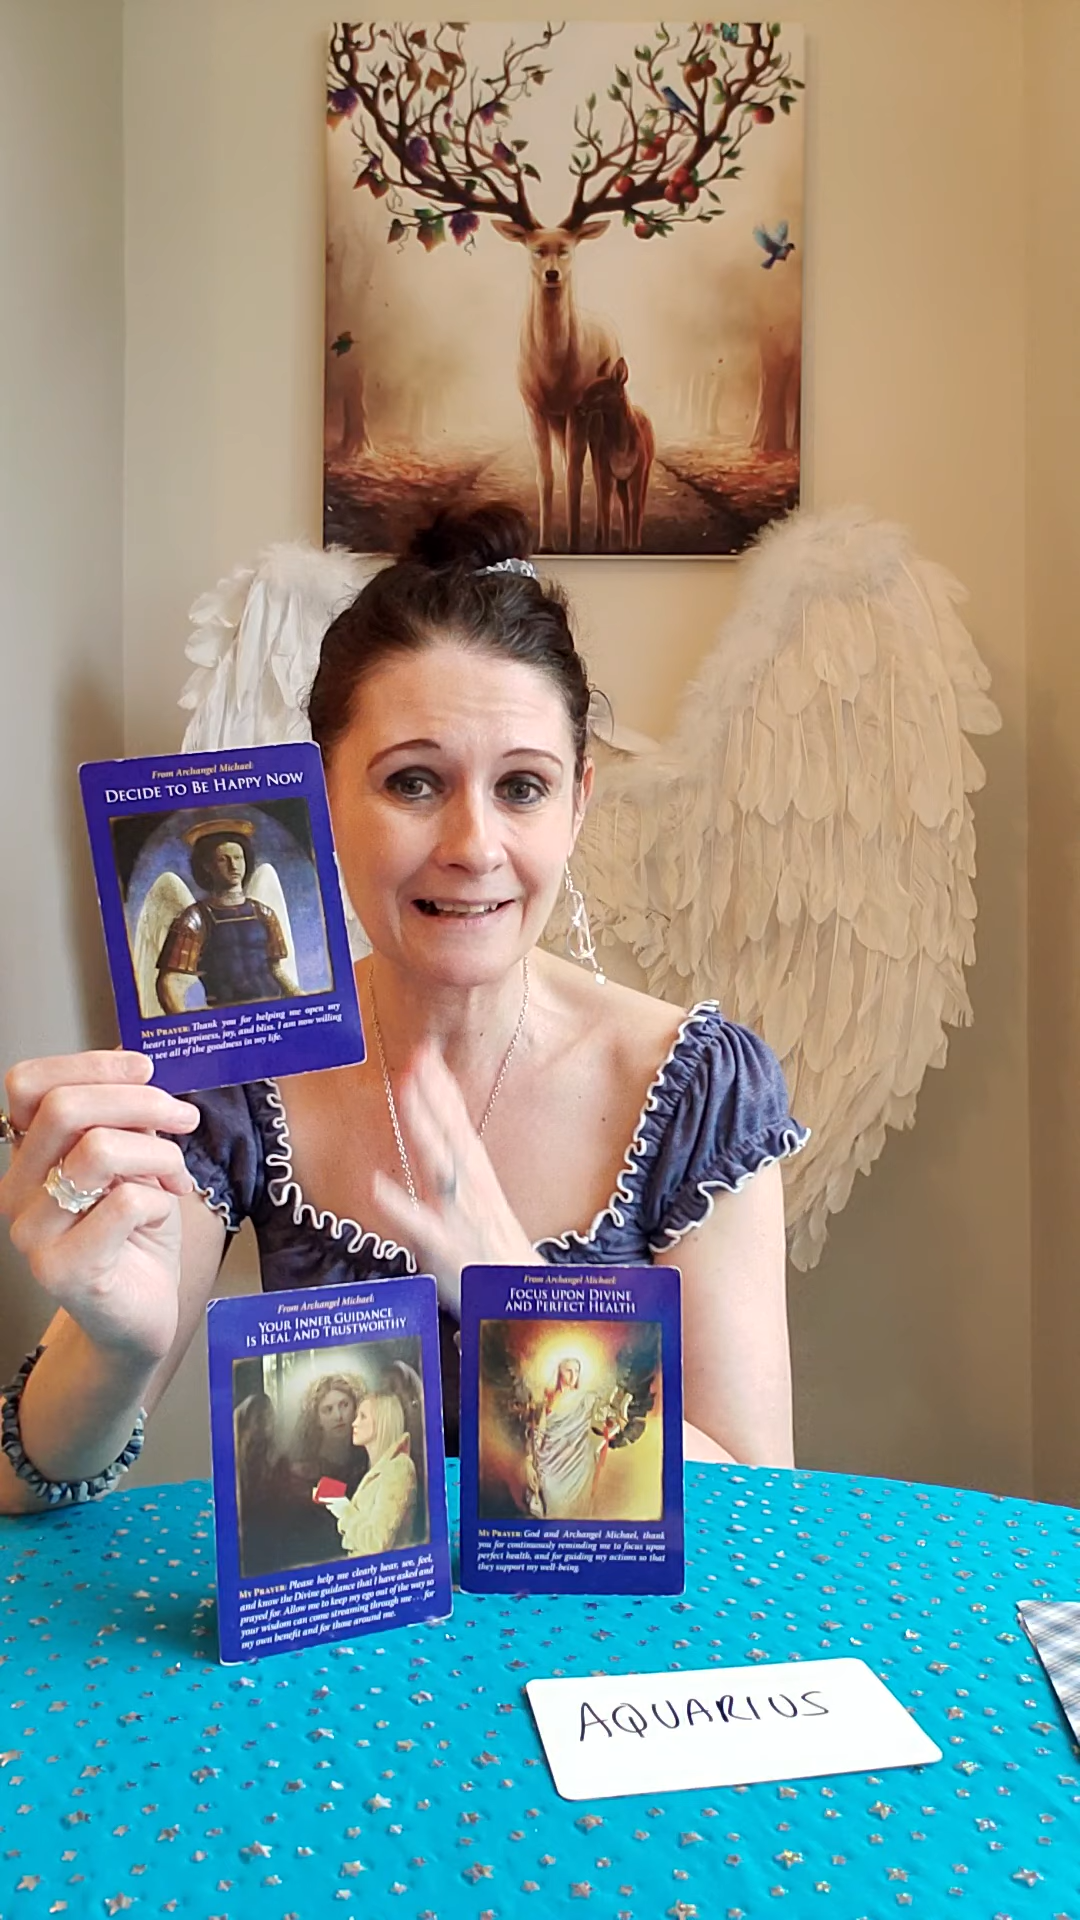 From Archangel Michael:
DECIDE TO BE HAPPY NOW
MY PRAYER: Thank you for helping me open my
heart to happiness, joy, and bliss. I am now willing
to see all of the goodness in my life.
From Archangel Michael:
YOUR INNER GUIDANCE
IS REAL AND TRUSTWORTHY
MY PRAYER: Please help me clearly hear, see, feel,
and know the Divine guidance that I have asked and
prayed for. Allow me to keep my ego out of the way so
your wisdom can come streaming through me . . . for
my own benefit and for those around me.
From Archangel Michael:
FOCUS UPON DIVINE
AND PERFECT HEALTH
MY PRAYER: God and Archangel Michael, thank
you for continuously reminding me to focus upon
perfect health, and for guiding my actions so that
they support my well-being.
AQUARIUS